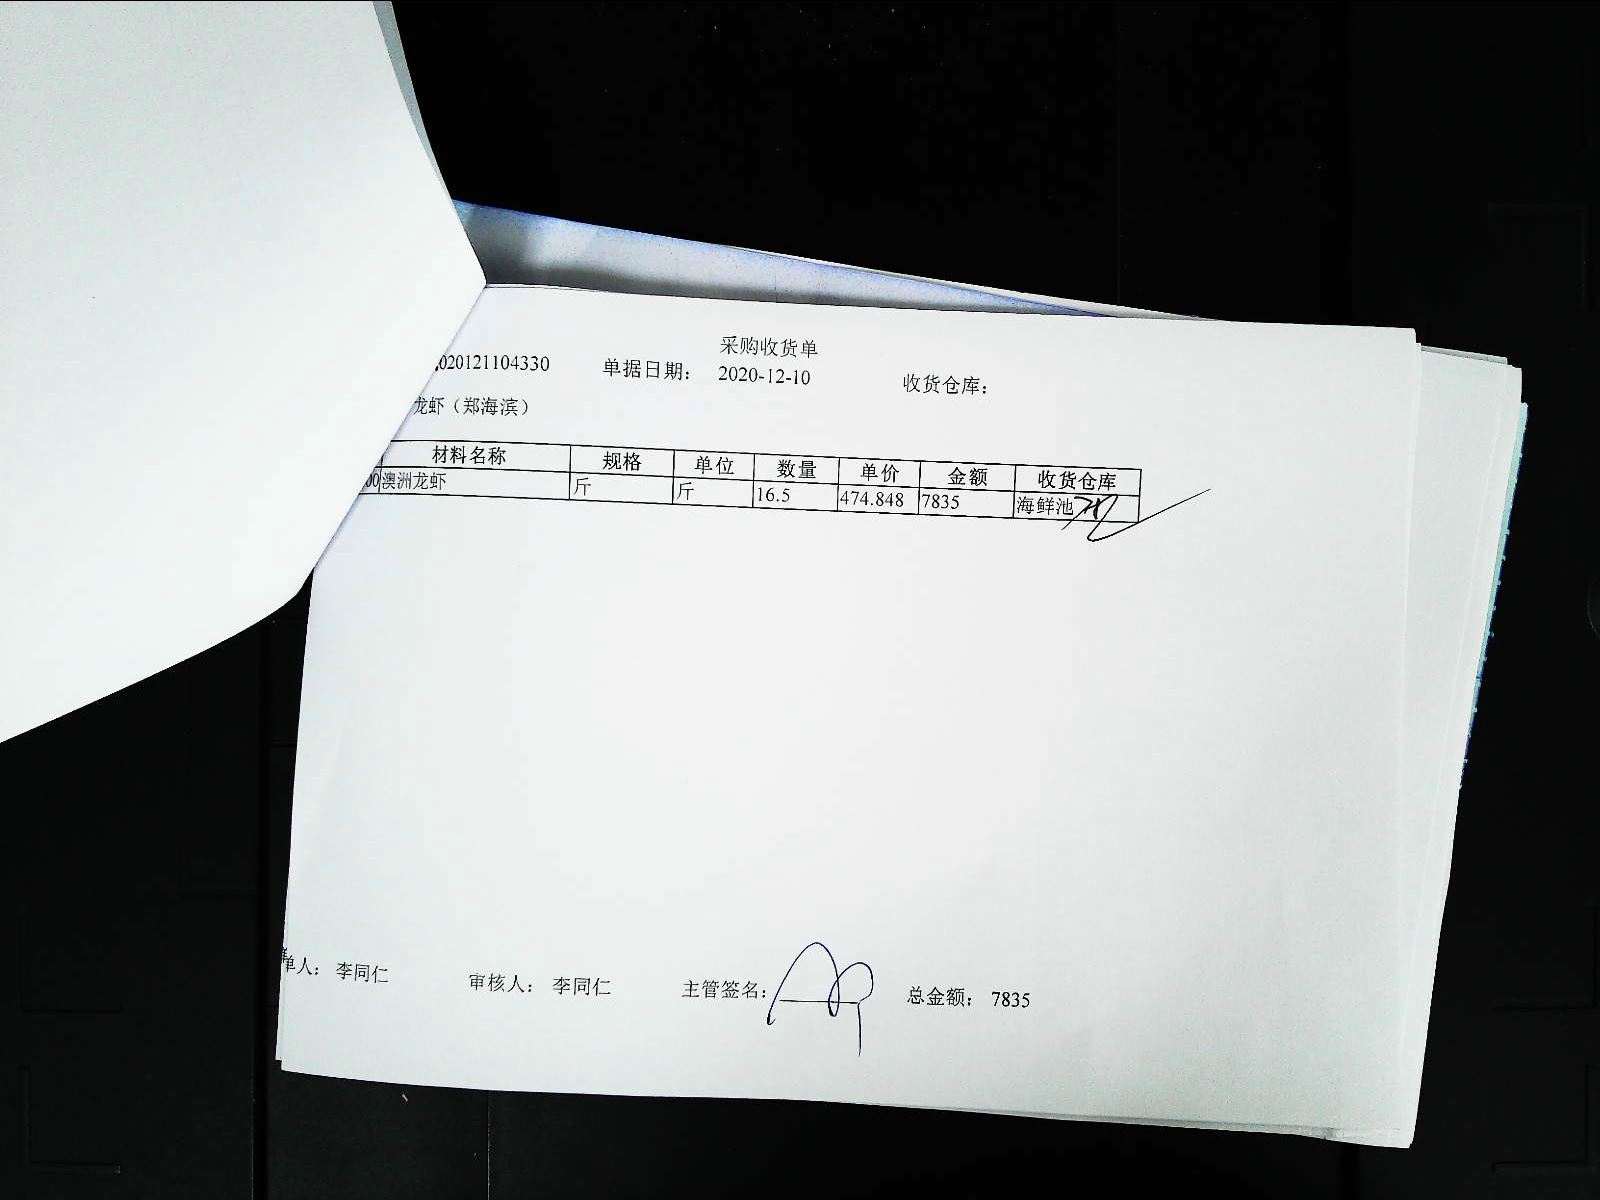 采购收货单
020121104330 单据日期： 2020-12-10 收货仓库：
龙虾（郑海滨）
材料名称 规格 单位 数量 单价 金额 收货仓库
00 澳洲龙虾 斤 斤 16.5 474.848 7835 海鲜池
单人： 李同仁 审核人： 李同仁 主管签名： 总金额： 7835